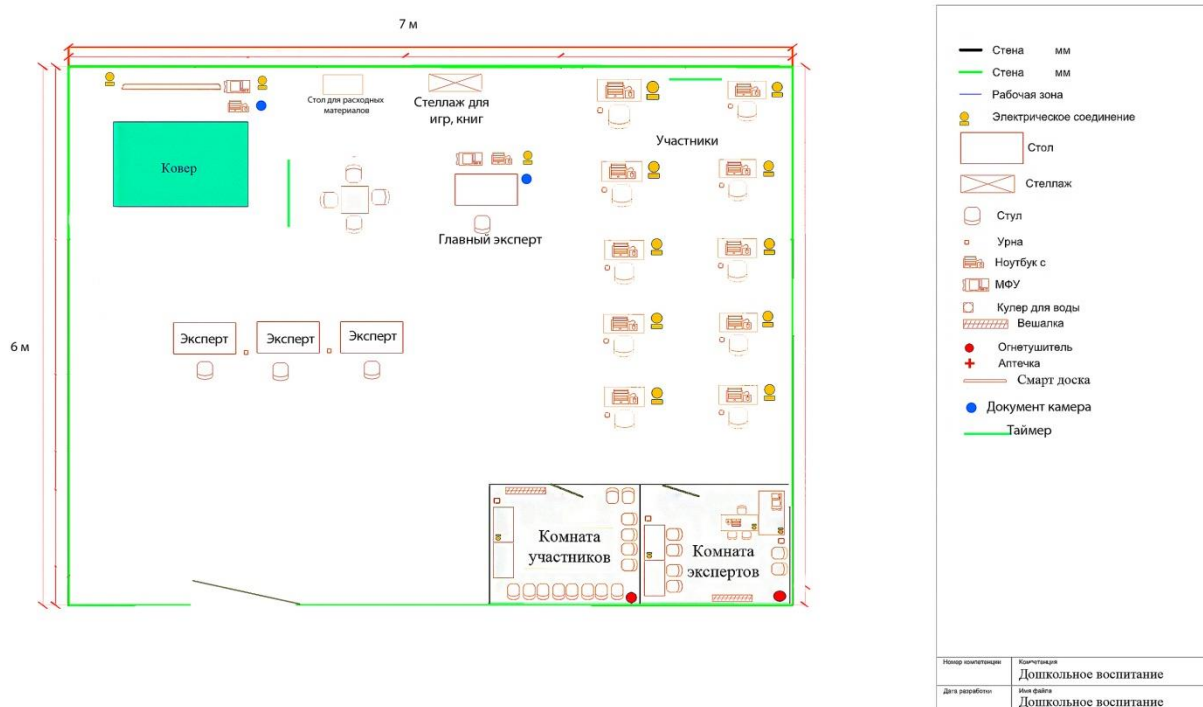 7 м
6 м
Стол для расходных
материалов
Стеллаж для
игр, книг
Участники
Ковер
Главный эксперт
Эксперт
Эксперт
Эксперт
Комната
участников
Комната
экспертов
Стена мм
Стена мм
Рабочая зона
Электрическое соединение
Стол
Стеллаж
Стул
Урна
Ноутбук с
МФУ
Кулер для воды
Вешалка
Огнетушитель
Аптечка
Смарт доска
Документ камера
Таймер
Номер компетенции
Компетенция
Дошкольное воспитание
Дата разработки
Имя файла
Дошкольное воспитание